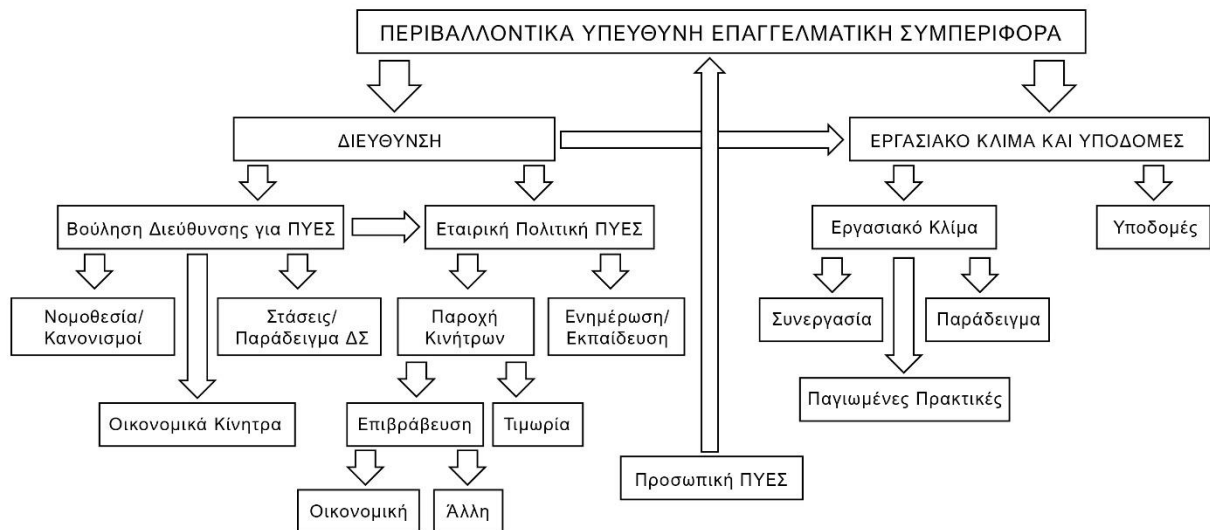 ΠΕΡΙΒΑΛΛΟΝΤΙΚΑ ΥΠΕΥΘΥΝΗ ΕΠΑΓΓΕΛΜΑΤΙΚΗ ΣΥΜΠΕΡΙΦΟΡΑ
ΔΙΕΥΘΥΝΣΗ
ΕΡΓΑΣΙΑΚΟ ΚΛΙΜΑ ΚΑΙ ΥΠΟΔΟΜΕΣ
Βούληση Διεύθυνσης για ΠΥΕΣ
Εταιρική Πολιτική ΠΥΕΣ
Εργασιακό Κλίμα
Υποδομές
Νομοθεσία/
Κανονισμοί
Στάσεις/
Παράδειγμα ΔΣ
Παροχή
Κινήτρων
Ενημέρωση/
Εκπαίδευση
Συνεργασία
Παράδειγμα
Παγιωμένες Πρακτικές
Οικονομικά Κίνητρα
Επιβράβευση
Τιμωρία
Προσωπική ΠΥΕΣ
Οικονομική
Άλλη